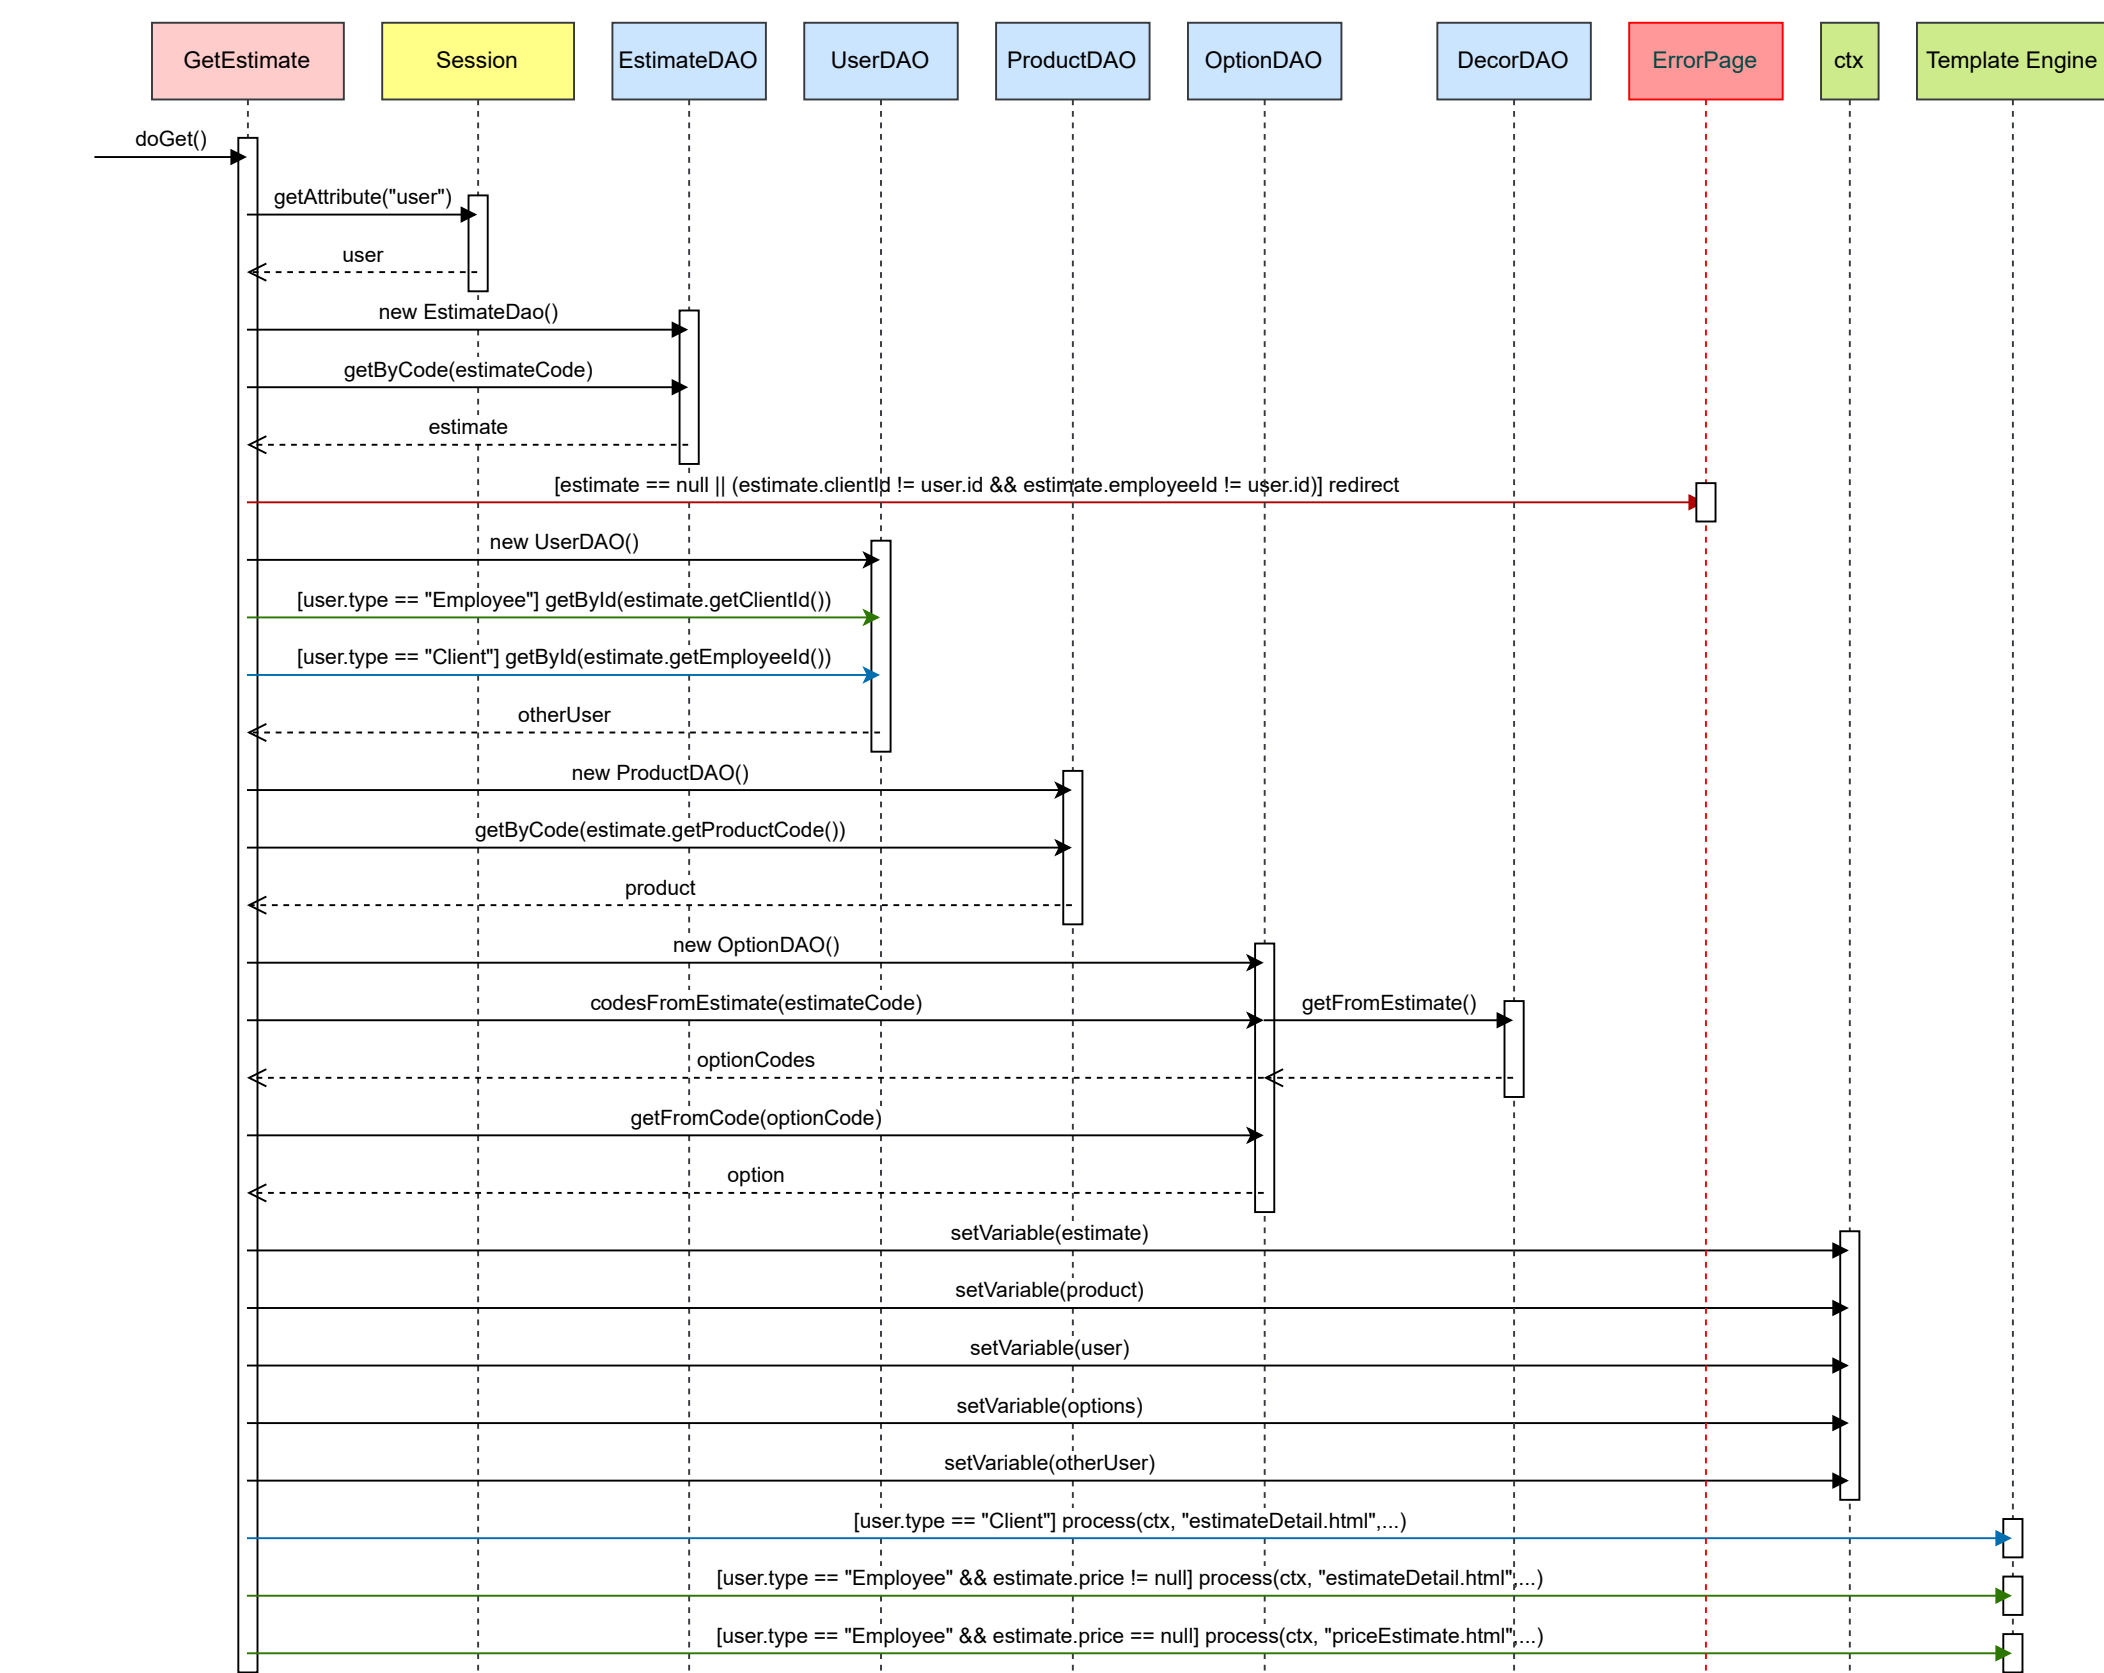 GetEstimate
Session
EstimateDAO
UserDAO
ProductDAO
OptionDAO
DecorDAO
ErrorPage
ctx
Template Engine
doGet()
getAttribute("user")
user
new EstimateDao()
getByCode(estimateCode)
estimate
[estimate == null || (estimate.clientId != user.id && estimate.employeeId != user.id)] redirect
new UserDAO()
[user.type == "Employee"] getById(estimate.getClientId())
[user.type == "Client"] getById(estimate.getEmployeeId())
otherUser
new ProductDAO()
getByCode(estimate.getProductCode())
product
new OptionDAO()
codesFromEstimate(estimateCode)
getFromEstimate()
optionCodes
getFromCode(optionCode)
option
setVariable(estimate)
setVariable(product)
setVariable(user)
setVariable(options)
setVariable(otherUser)
[user.type == "Client"] process(ctx, "estimateDetail.html",...)
[user.type == "Employee" && estimate.price != null] process(ctx, "estimateDetail.html",...)
[user.type == "Employee" && estimate.price == null] process(ctx, "priceEstimate.html",...)